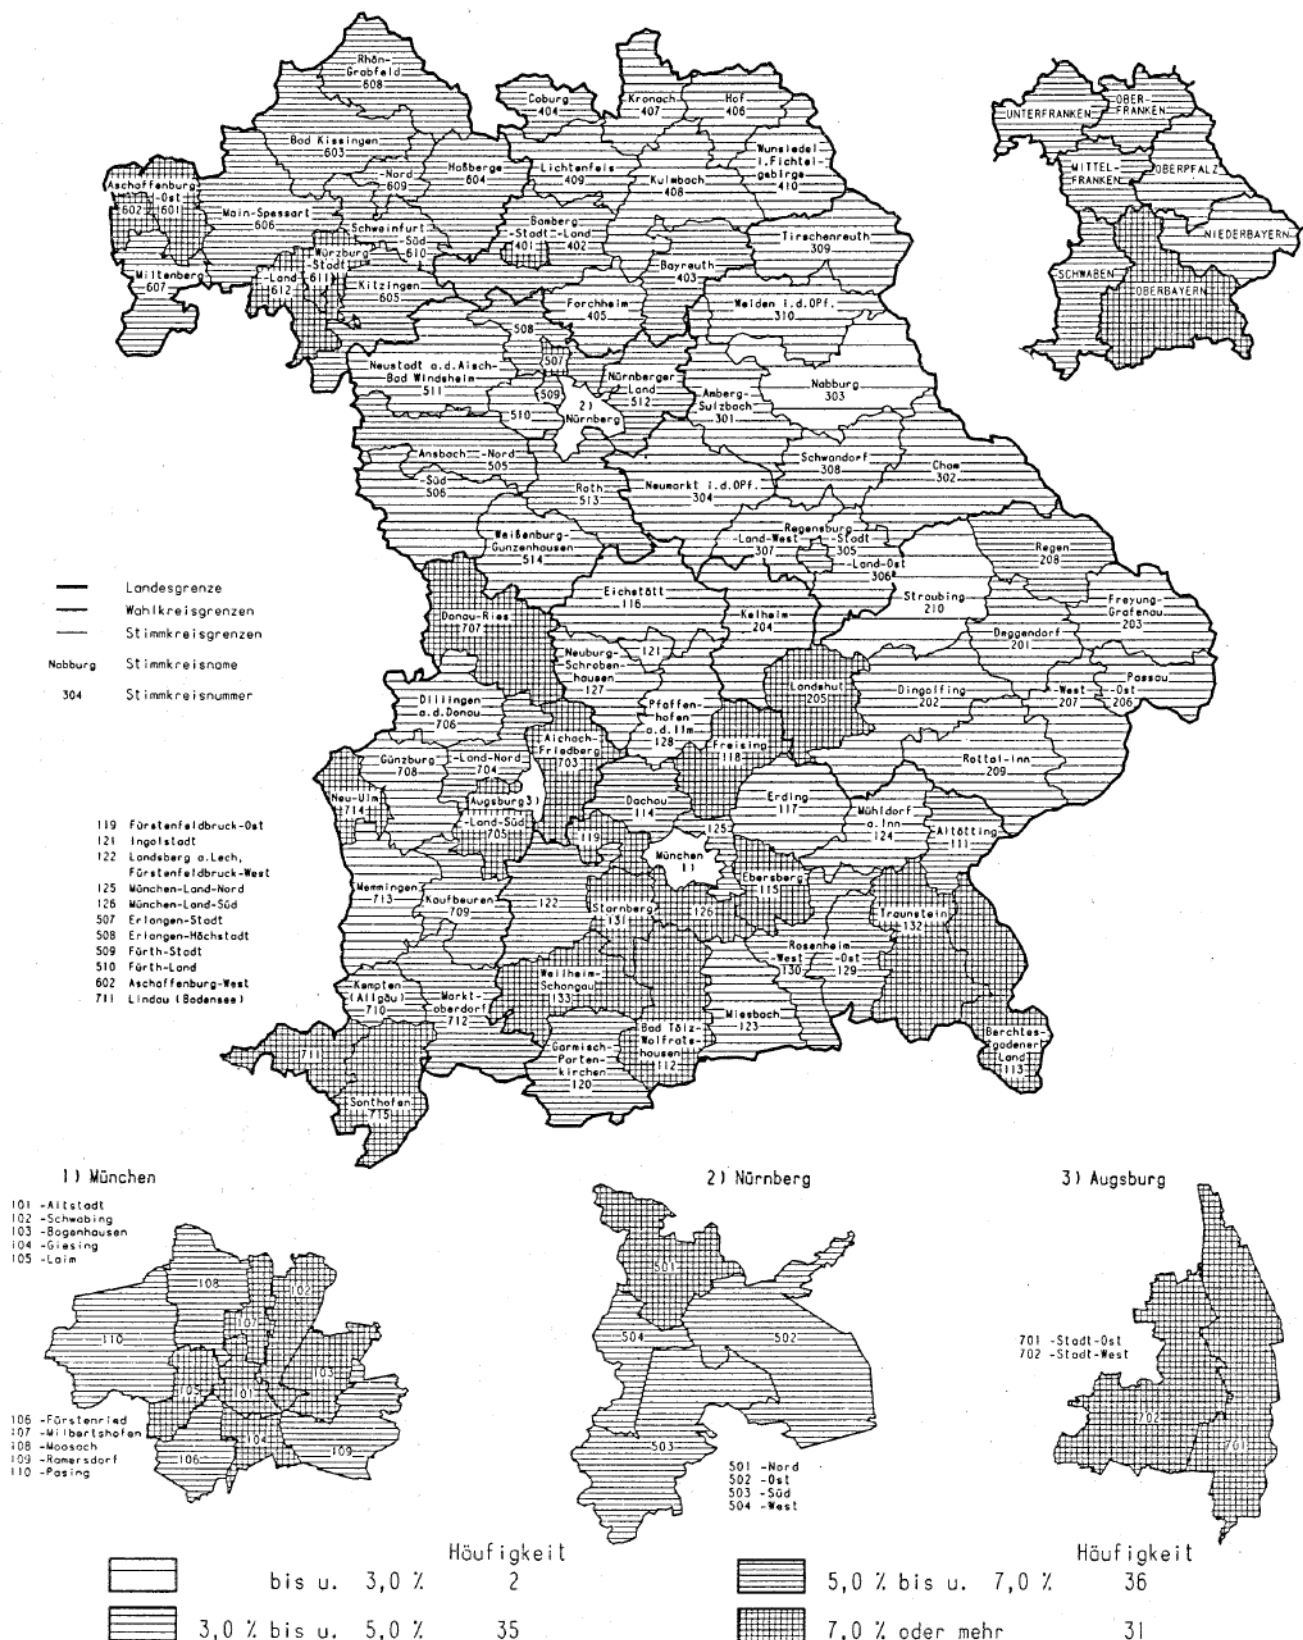 Rhön-
Grabfeld
608
Coburg
404
Kronach
407
Hof
406
Bad Kissingen
603
-Nord
609
Haßberge
604
Lichtenfels
409
Kulmbach
408
Wunsiedel
i.Fichtel-
gebirge
410
Aschaffenburg
-Ost
602
601
Main-Spessart
606
Schweinfurt
-Süd
610
Bamberg
-Stadt
-Land
401
402
Tirschenreuth
309
Miltenberg
607
Würzburg
-Stadt
611
-Land
612
Kitzingen
605
Bayreuth
403
Forchheim
405
Weiden i.d.OPf.
310
508
507
Neustadt a.d.Aisch-
Bad Windsheim
511
509
510
2)
Nürnberg
Nürnberger
Land
512
Amberg-
Sulzbach
301
Nabburg
303
Ansbach
-Nord
505
-Süd
506
Roth
513
Neumarkt i.d.OPf.
304
Schwandorf
308
Cham
302
Weißenburg-
Gunzenhausen
514
Regensburg
-Land-West
307
-Stadt
305
-Land-Ost
306
Straubing
210
Regen
208
Eichstätt
116
Kelheim
204
Freyung-
Grafenau
203
Deggendorf
201
Donau-Ries
707
Neuburg-
Schroben-
hausen
127
121
Landshut
205
Dingolfing
202
-West
207
Passau
-Ost
206
Dillingen
a.d.Donau
706
Pfaffen-
hofen
a.d.Ilm
128
Freising
118
Aichach-
Friedberg
703
Rottal-Inn
209
Günzburg
708
-Land-Nord
704
Augsburg3)
-Land-Süd
705
Neu-Ulm
714
Dachau
114
Erding
117
Mühldorf
a.Inn
124
Altötting
111
119
125
München
1)
Ebersberg
115
Memmingen
713
Kaufbeuren
709
122
Starnberg
131
126
Traunstein
132
Rosenheim
-West
130
-Ost
129
Weilheim-
Schongau
133
Kempten
(Allgäu)
710
Markt-
oberdorf
712
Miesbach
123
Bad Tölz-
Wolfrats-
hausen
112
Garmisch-
Parten-
kirchen
120
Berchtes-
gadener
Land
113
711
Sonthofen
715
UNTERFRANKEN
OBER-
FRANKEN
MITTEL-
FRANKEN
OBERPFALZ
NIEDERBAYERN
SCHWABEN
OBERBAYERN
Landesgrenze
Wahlkreisgrenzen
Stimmkreisgrenzen
Nabburg Stimmkreisname
304 Stimmkreisnummer
119 Fürstenfeldbruck-Ost
121 Ingolstadt
122 Landsberg a.Lech,
Fürstenfeldbruck-West
125 München-Land-Nord
126 München-Land-Süd
507 Erlangen-Stadt
508 Erlangen-Höchstadt
509 Fürth-Stadt
510 Fürth-Land
602 Aschaffenburg-West
711 Lindau (Bodensee)
1) München
101 -Altstadt
102 -Schwabing
103 -Bogenhausen
104 -Giesing
105 -Laim
108
102
107
110
103
105
101
104
106
109
106 -Fürstenried
107 -Milbertshofen
108 -Moosach
109 -Ramersdorf
110 -Pasing
2) Nürnberg
501
504
502
503
501 -Nord
502 -Ost
503 -Süd
504 -West
3) Augsburg
701 -Stadt-Ost
702 -Stadt-West
702
701
Häufigkeit
bis u. 3,0 % 2
3,0 % bis u. 5,0 % 35
Häufigkeit
5,0 % bis u. 7,0 % 36
7,0 % oder mehr 31